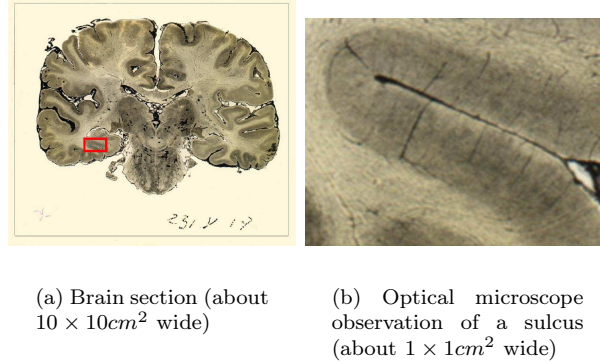 (a) Brain section (about
10 × 10cm² wide)
(b) Optical microscope
observation of a sulcus
(about 1 × 1cm² wide)